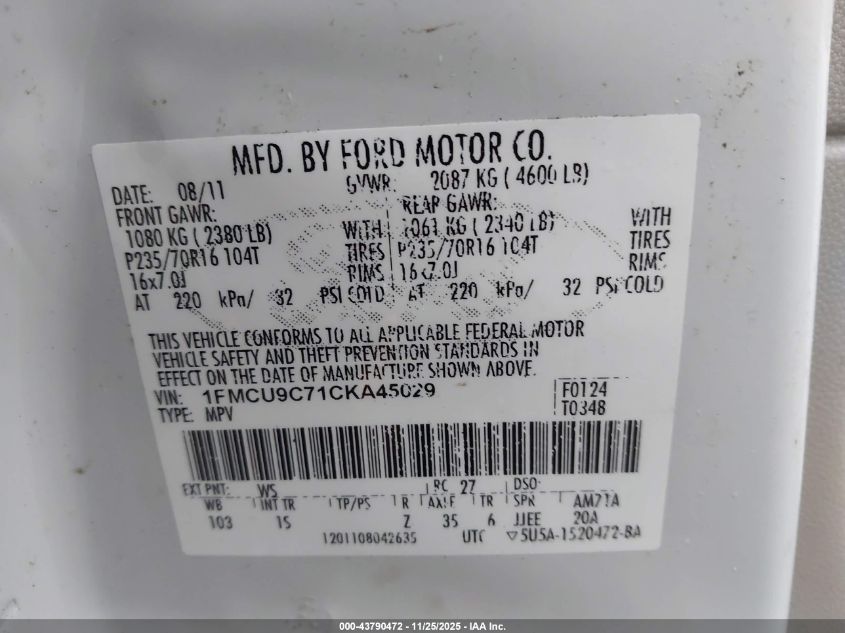 MFD. BY FORD MOTOR CO.
DATE: 08/11 GVWR: 2087 KG ( 4600 LB)
FRONT GAWR: REAR GAWR:
1080 KG ( 2380 LB) WITH 1061 KG ( 2340 LB) WITH
P235/70R16 104T TIRES P235/70R16 104T TIRES
16x7.0J RIMS 16x7.0J RIMS
AT 220 kPa/ 32 PSI COLD AT 220 kPa/ 32 PSI COLD
THIS VEHICLE CONFORMS TO ALL APPLICABLE FEDERAL MOTOR
VEHICLE SAFETY AND THEFT PREVENTION STANDARDS IN
EFFECT ON THE DATE OF MANUFACTURE SHOWN ABOVE.
VIN: 1FMCU9C71CKA45029 F0124
TYPE: MPV T0348
EXT PNT: WS RC 27 DSO:
WB INT TR TP/PS R AXLE TR SPR AM21A
103 1S Z 35 6 JJEE 20A
1201108042635 UTC ▽5U5A-1520472-BA
000-43790472 - 11/25/2025 - IAA Inc.